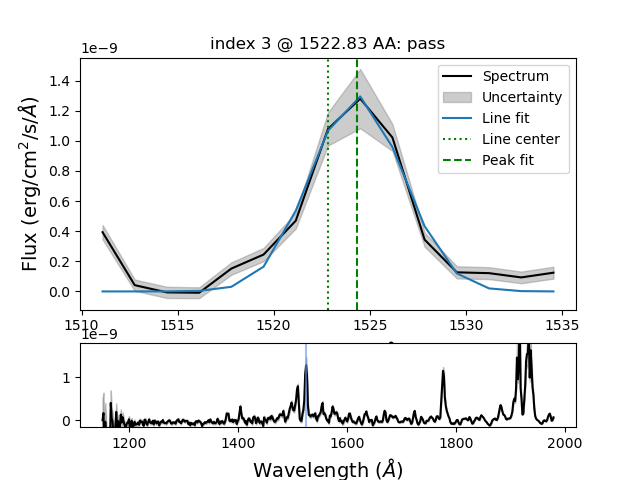 index 3 @ 1522.83 AA: pass
1e−9
Flux (erg/cm²/s/Å)
1.4
1.2
1.0
0.8
0.6
0.4
0.2
0.0
Spectrum
Uncertainty
Line fit
Line center
Peak fit
1510 1515 1520 1525 1530 1535
1e−9
1
0
1200 1400 1600 1800 2000
Wavelength (Å)